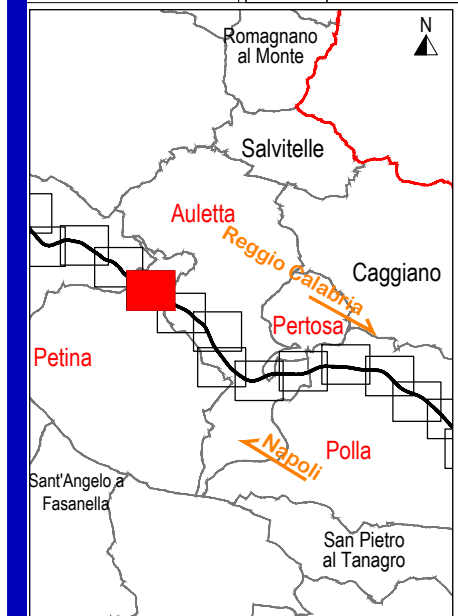 Romagnano
al Monte
N
Salvitelle
Auletta
Reggio Calabria
Caggiano
Pertosa
Petina
Napoli
Polla
Sant'Angelo a
Fasanella
San Pietro
al Tanagro